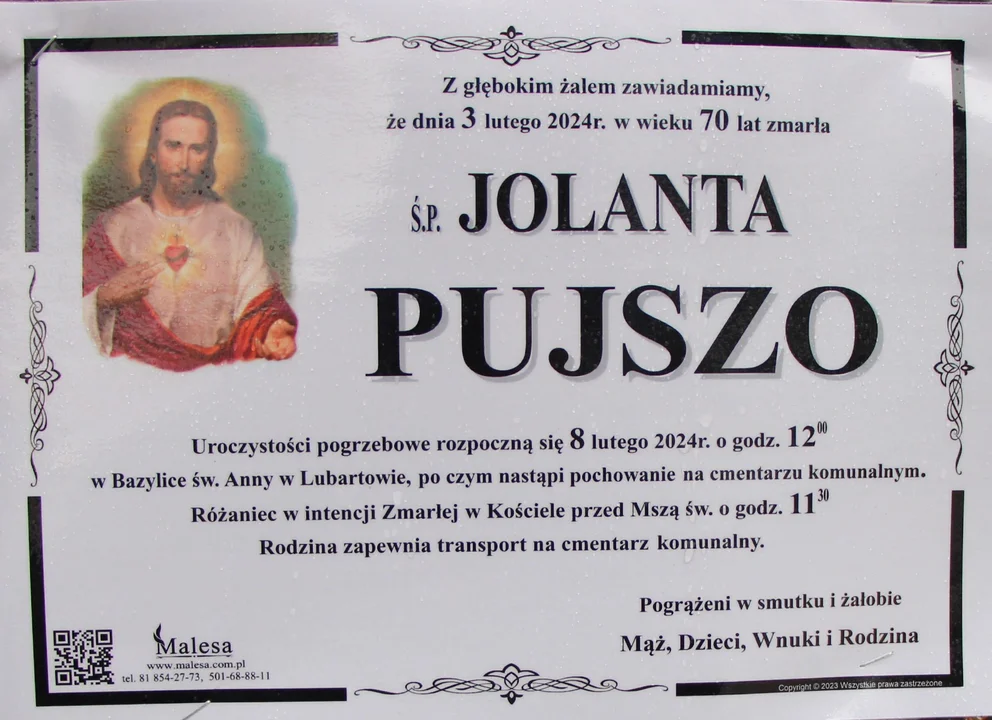 Z głębokim żalem zawiadamiamy,
że dnia 3 lutego 2024r. w wieku 70 lat zmarła
Ś.P. JOLANTA
PUJSZO
Uroczystości pogrzebowe rozpoczną się 8 lutego 2024r. o godz. 12⁰⁰
w Bazylice św. Anny w Lubartowie, po czym nastąpi pochowanie na cmentarzu komunalnym.
Różaniec w intencji Zmarłej w Kościele przed Mszą św. o godz. 11³⁰
Rodzina zapewnia transport na cmentarz komunalny.
Pogrążeni w smutku i żałobie
Mąż, Dzieci, Wnuki i Rodzina
Malesa
www.malesa.com.pl
tel. 81 854-27-73, 501-68-88-11
Copyright © 2023 Wszystkie prawa zastrzeżone